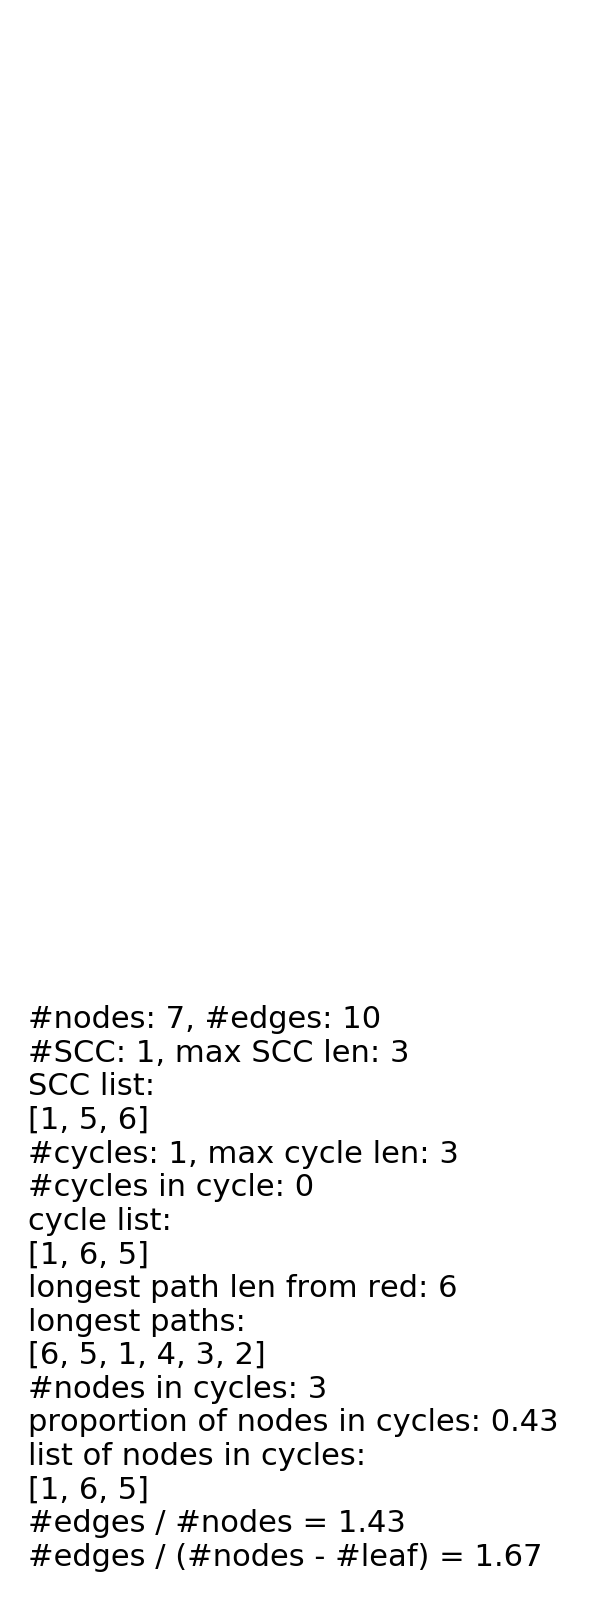 #nodes: 7, #edges: 10
#SCC: 1, max SCC len: 3
SCC list:
[1, 5, 6]
#cycles: 1, max cycle len: 3
#cycles in cycle: 0
cycle list:
[1, 6, 5]
longest path len from red: 6
longest paths:
[6, 5, 1, 4, 3, 2]
#nodes in cycles: 3
proportion of nodes in cycles: 0.43
list of nodes in cycles:
[1, 6, 5]
#edges / #nodes = 1.43
#edges / (#nodes - #leaf) = 1.67